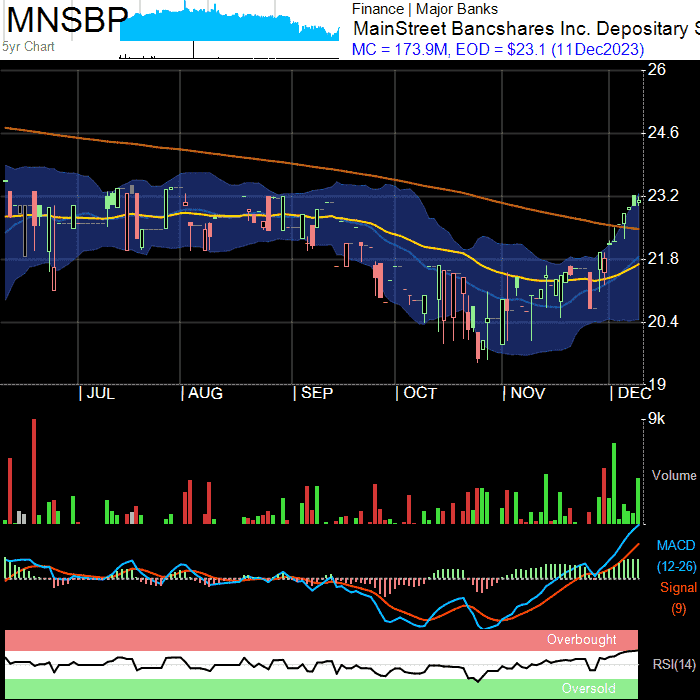 MNSBP
5yr Chart
Finance | Major Banks
MainStreet Bancshares Inc. Depositary S
MC = 173.9M, EOD = $23.1 (11Dec2023)
26
24.6
23.2
21.8
20.4
19
| JUL | AUG | SEP | OCT | NOV | DEC
9k
Volume
MACD
(12-26)
Signal
(9)
Overbought
RSI(14)
Oversold